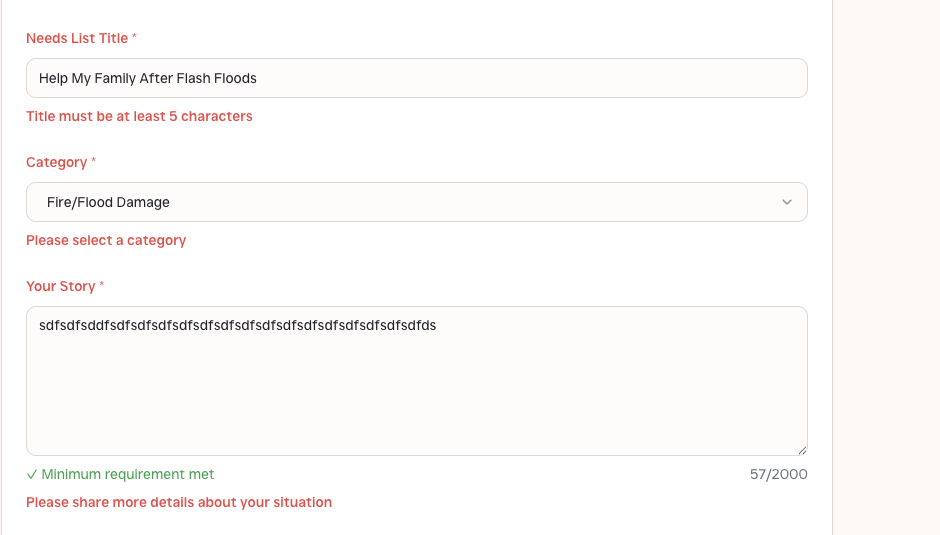 Needs List Title *
Help My Family After Flash Floods
Title must be at least 5 characters
Category *
Fire/Flood Damage
Please select a category
Your Story *
sdfsdfsddfsdfsdfsdfsdfsdfsdfsdfsdfsdfsdfsdfsdfsdfsdfsdfds
✓ Minimum requirement met
57/2000
Please share more details about your situation